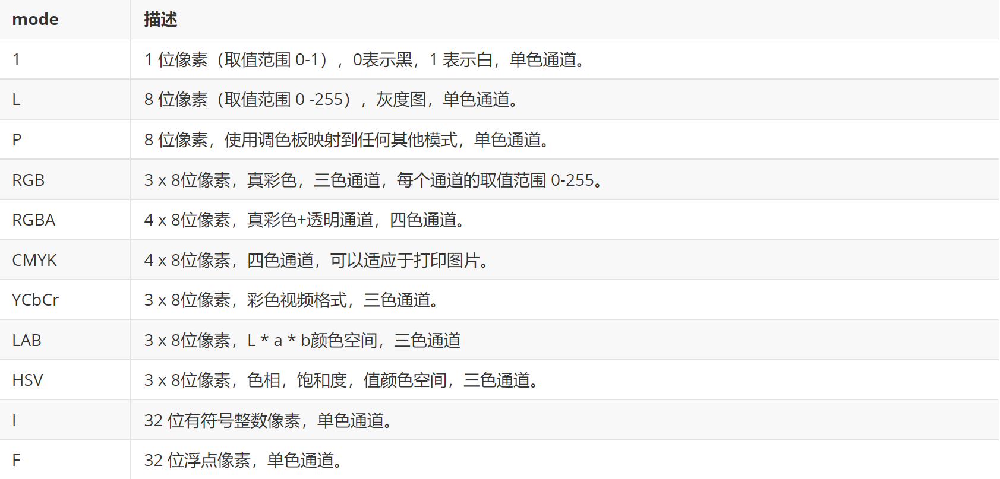 mode 描述
1 1 位像素（取值范围 0-1），0表示黑，1 表示白，单色通道。
L 8 位像素（取值范围 0 -255），灰度图，单色通道。
P 8 位像素，使用调色板映射到任何其他模式，单色通道。
RGB 3 x 8位像素，真彩色，三色通道，每个通道的取值范围 0-255。
RGBA 4 x 8位像素，真彩色+透明通道，四色通道。
CMYK 4 x 8位像素，四色通道，可以适应于打印图片。
YCbCr 3 x 8位像素，彩色视频格式，三色通道。
LAB 3 x 8位像素，L * a * b颜色空间，三色通道
HSV 3 x 8位像素，色相，饱和度，值颜色空间，三色通道。
I 32 位有符号整数像素，单色通道。
F 32 位浮点像素，单色通道。